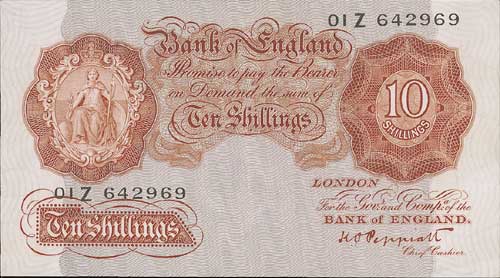 01Z 642969
Bank of England
Promise to pay the Bearer
on Demand the sum of
Ten Shillings
10
SHILLINGS
01Z 642969
LONDON
For the Gov: and Comp: of the
BANK OF ENGLAND.
Ten Shillings
K O Peppiatt
Chief Cashier.